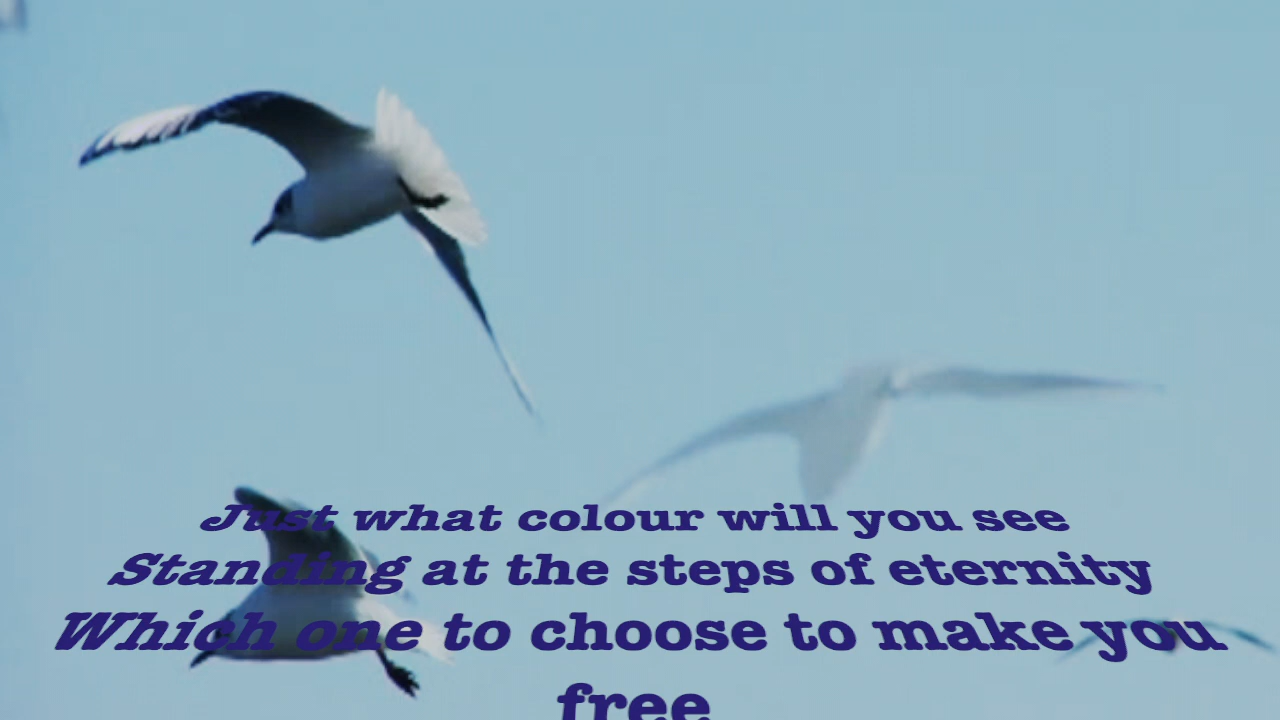 Just what colour will you see
Standing at the steps of eternity
Which one to choose to make you
free